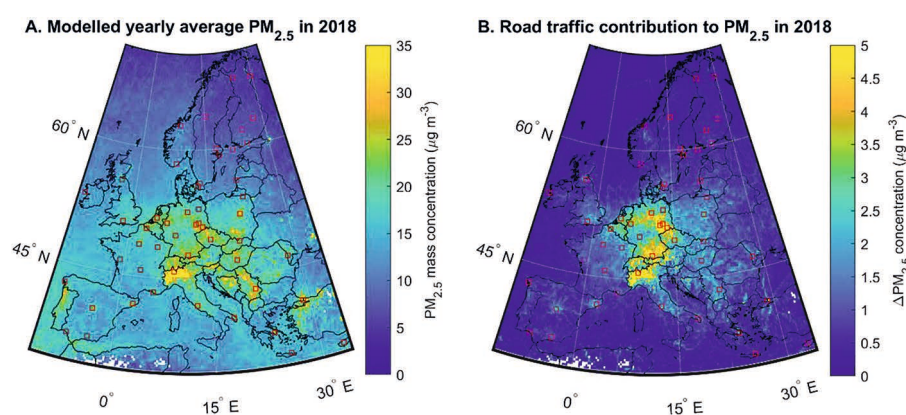 A. Modelled yearly average PM2.5 in 2018
35
30
25
20
15
10
5
0
PM2.5 mass concentration (μg m-3)
60° N
45° N
0°
15° E
30° E
B. Road traffic contribution to PM2.5 in 2018
5
4.5
4
3.5
3
2.5
2
1.5
1
0.5
0
ΔPM2.5 concentration (μg m-3)
60° N
45° N
0°
15° E
30° E